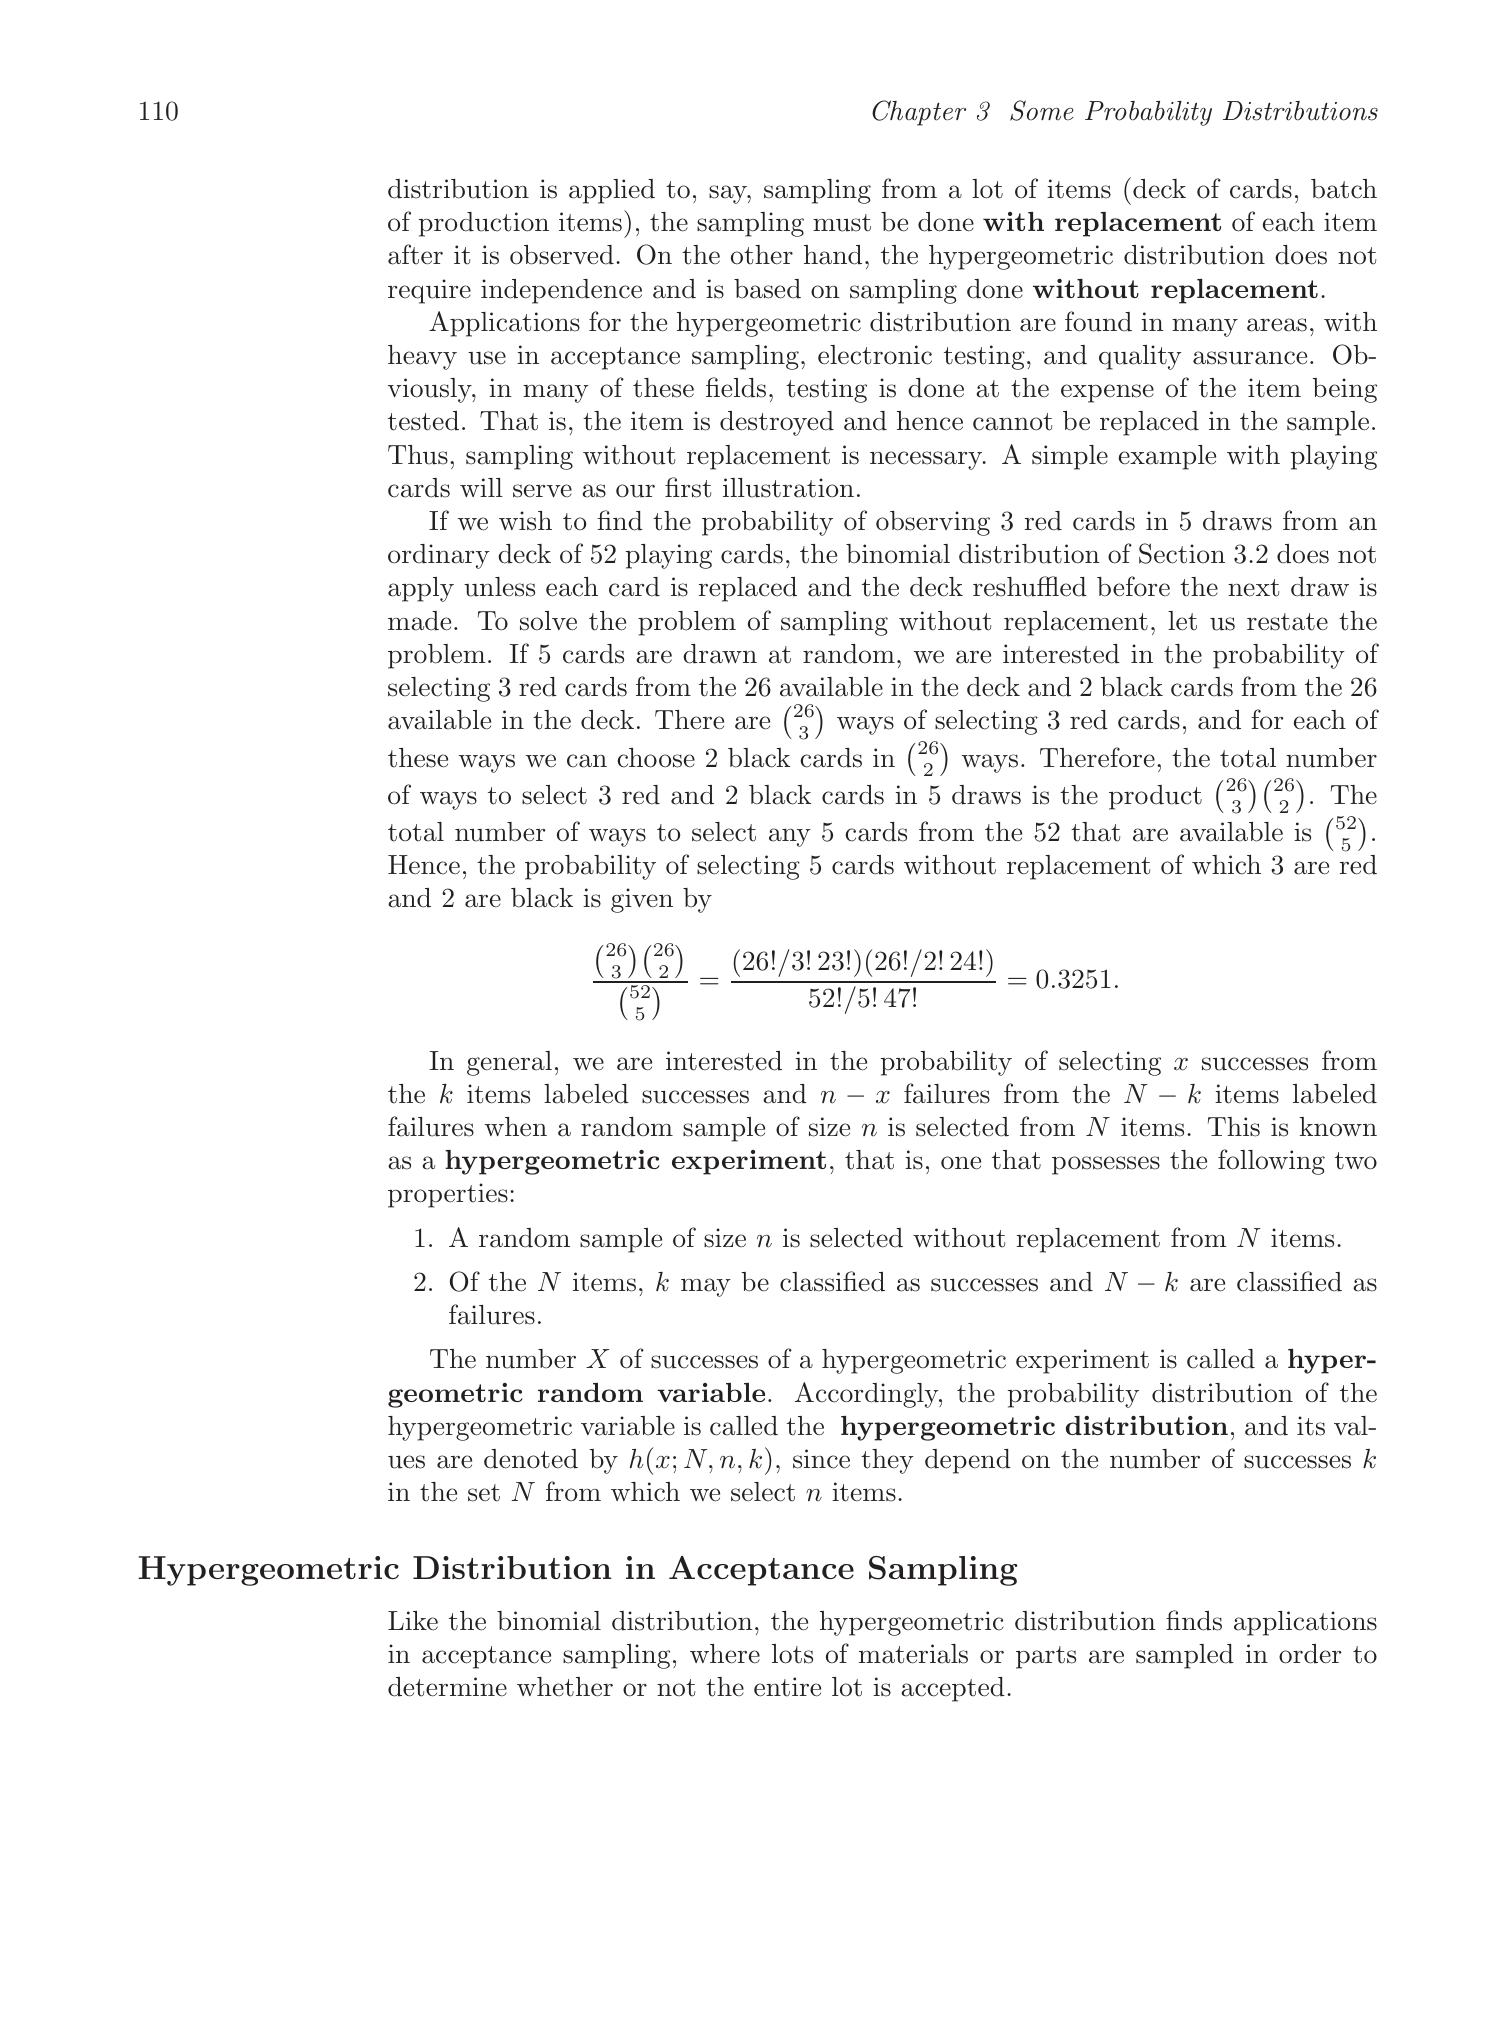 110
Chapter 3 Some Probability Distributions
distribution is applied to, say, sampling from a lot of items (deck of cards, batch
of production items), the sampling must be done with replacement of each item
after it is observed. On the other hand, the hypergeometric distribution does not
require independence and is based on sampling done without replacement.
Applications for the hypergeometric distribution are found in many areas, with
heavy use in acceptance sampling, electronic testing, and quality assurance. Ob-
viously, in many of these fields, testing is done at the expense of the item being
tested. That is, the item is destroyed and hence cannot be replaced in the sample.
Thus, sampling without replacement is necessary. A simple example with playing
cards will serve as our first illustration.
If we wish to find the probability of observing 3 red cards in 5 draws from an
ordinary deck of 52 playing cards, the binomial distribution of Section 3.2 does not
apply unless each card is replaced and the deck reshuffled before the next draw is
made. To solve the problem of sampling without replacement, let us restate the
problem. If 5 cards are drawn at random, we are interested in the probability of
selecting 3 red cards from the 26 available in the deck and 2 black cards from the 26
available in the deck. There are \binom{26}{3} ways of selecting 3 red cards, and for each of
these ways we can choose 2 black cards in \binom{26}{2} ways. Therefore, the total number
of ways to select 3 red and 2 black cards in 5 draws is the product \binom{26}{3}\binom{26}{2}. The
total number of ways to select any 5 cards from the 52 that are available is \binom{52}{5}.
Hence, the probability of selecting 5 cards without replacement of which 3 are red
and 2 are black is given by
\frac{\binom{26}{3}\binom{26}{2}}{\binom{52}{5}} = \frac{(26!/3! 23!)(26!/2! 24!)}{52!/5! 47!} = 0.3251.
In general, we are interested in the probability of selecting x successes from
the k items labeled successes and n − x failures from the N − k items labeled
failures when a random sample of size n is selected from N items. This is known
as a hypergeometric experiment, that is, one that possesses the following two
properties:
1. A random sample of size n is selected without replacement from N items.
2. Of the N items, k may be classified as successes and N − k are classified as
failures.
The number X of successes of a hypergeometric experiment is called a hyper-
geometric random variable. Accordingly, the probability distribution of the
hypergeometric variable is called the hypergeometric distribution, and its val-
ues are denoted by h(x; N, n, k), since they depend on the number of successes k
in the set N from which we select n items.
Hypergeometric Distribution in Acceptance Sampling
Like the binomial distribution, the hypergeometric distribution finds applications
in acceptance sampling, where lots of materials or parts are sampled in order to
determine whether or not the entire lot is accepted.